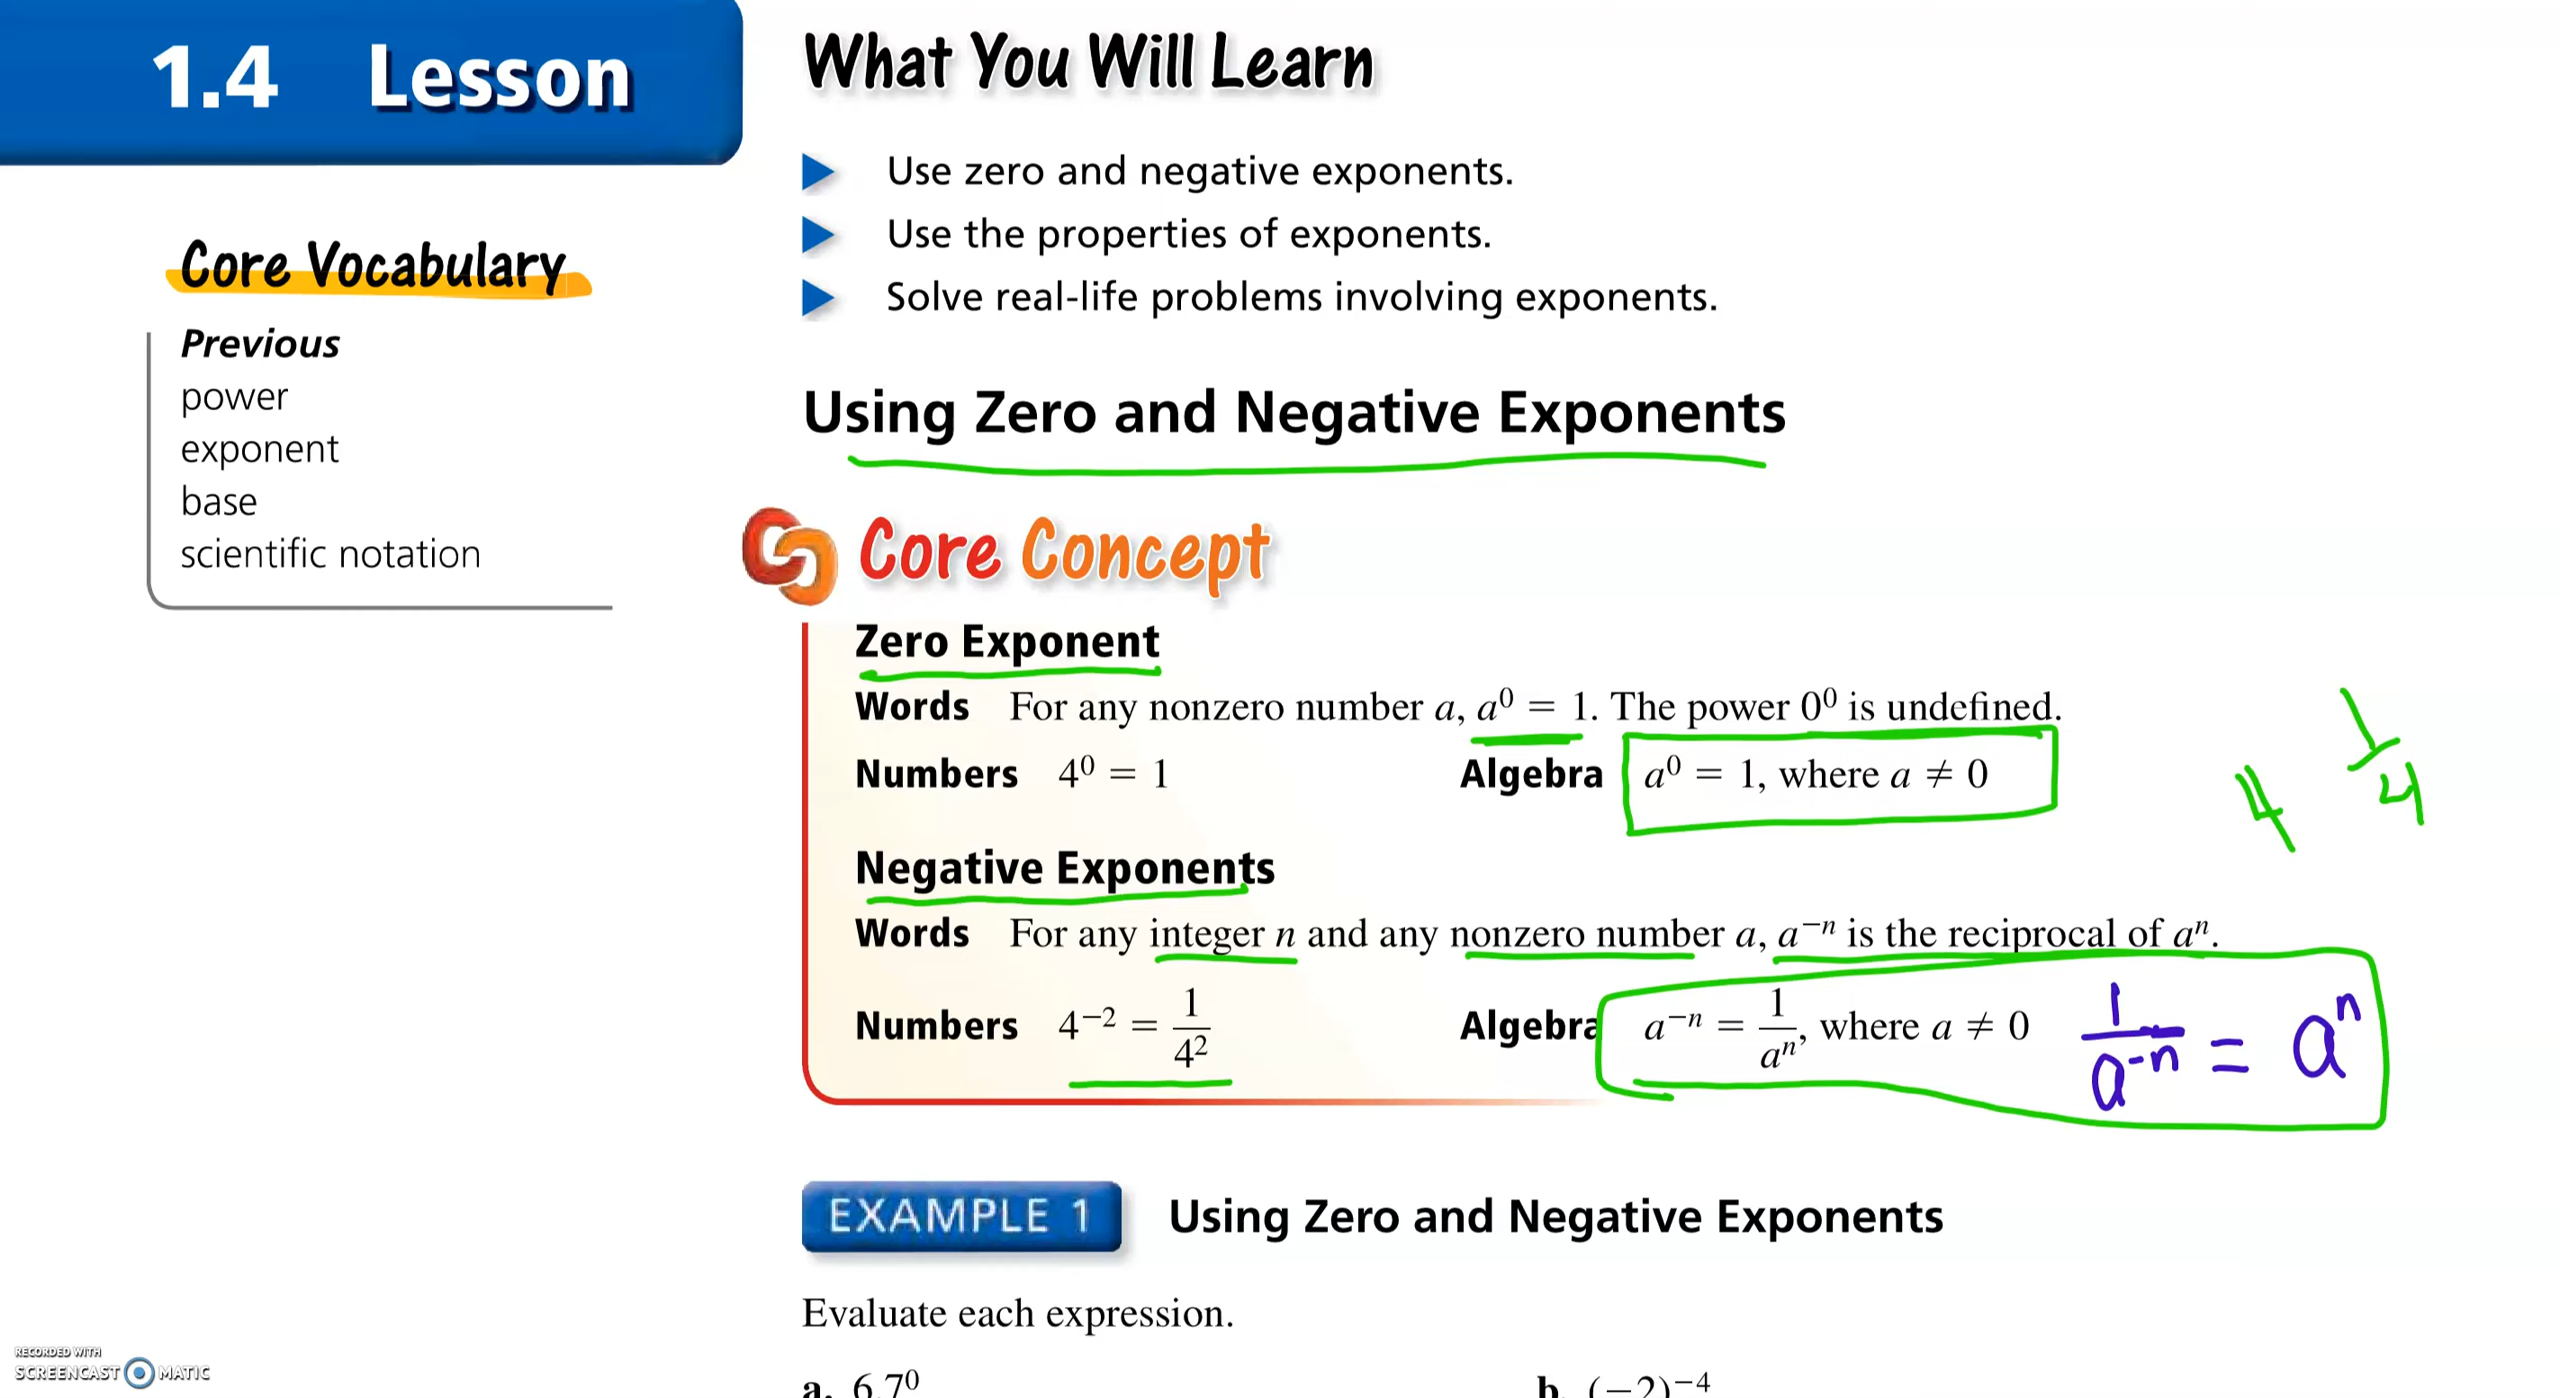 1.4 Lesson
What You Will Learn
Use zero and negative exponents.
Use the properties of exponents.
Solve real-life problems involving exponents.
Core Vocabulary
Previous
power
exponent
base
scientific notation
Using Zero and Negative Exponents
Core Concept
Zero Exponent
Words For any nonzero number a, a⁰ = 1. The power 0⁰ is undefined.
Numbers 4⁰ = 1 Algebra a⁰ = 1, where a ≠ 0
4 1/4
Negative Exponents
Words For any integer n and any nonzero number a, a⁻ⁿ is the reciprocal of aⁿ.
Numbers 4⁻² = 1/4² Algebra a⁻ⁿ = 1/aⁿ, where a ≠ 0 1/a⁻ⁿ = aⁿ
EXAMPLE 1 Using Zero and Negative Exponents
Evaluate each expression.
a. 6.7⁰ b. (−2)⁻⁴
RECORDED WITH
SCREENCAST MATIC